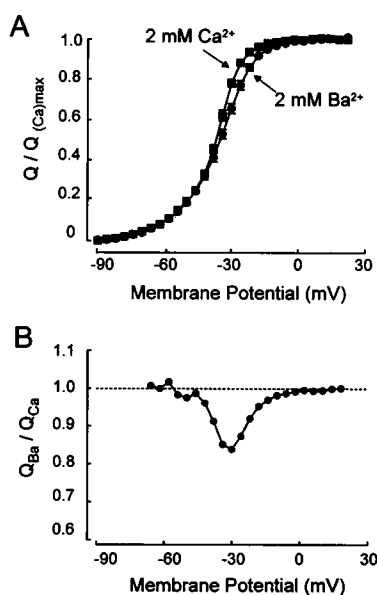 A
1.0
0.8
0.6
0.4
0.2
0
Q / Q (Ca)max
2 mM Ca²⁺
2 mM Ba²⁺
-90 -60 -30 0 30
Membrane Potential (mV)
B
1.1
1.0
0.9
0.8
0.7
0.6
Q Ba / Q Ca
-90 -60 -30 0 30
Membrane Potential (mV)